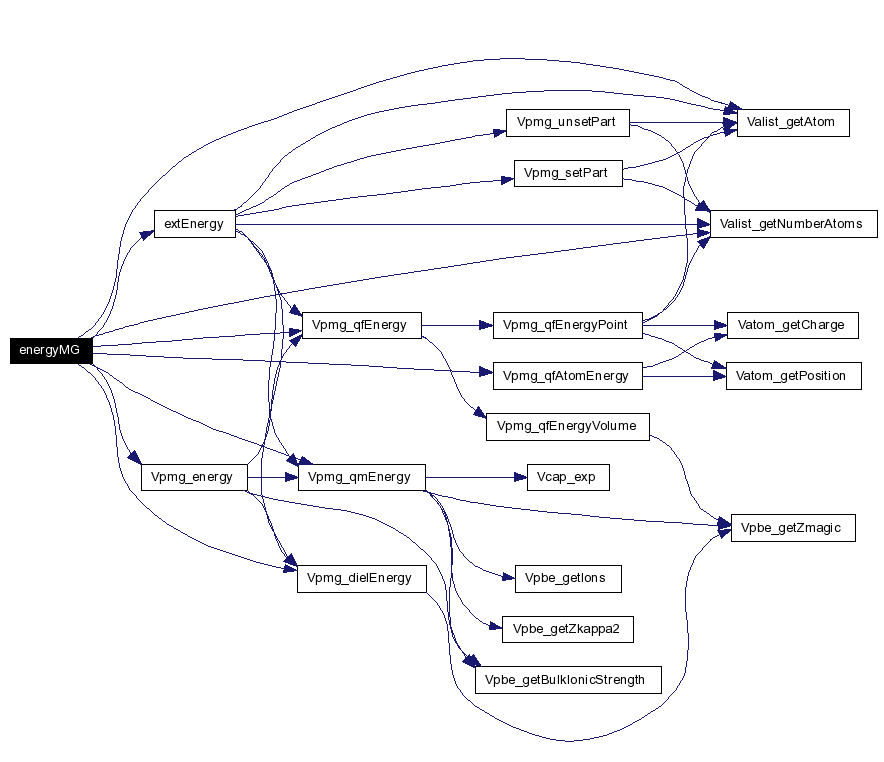 Vpmg_unsetPart
Valist_getAtom
Vpmg_setPart
extEnergy
Valist_getNumberAtoms
Vpmg_qfEnergy
Vpmg_qfEnergyPoint
Vatom_getCharge
energyMG
Vpmg_qfAtomEnergy
Vatom_getPosition
Vpmg_qfEnergyVolume
Vpmg_energy
Vpmg_qmEnergy
Vcap_exp
Vpbe_getZmagic
Vpmg_dielEnergy
Vpbe_getIons
Vpbe_getZkappa2
Vpbe_getBulkIonicStrength